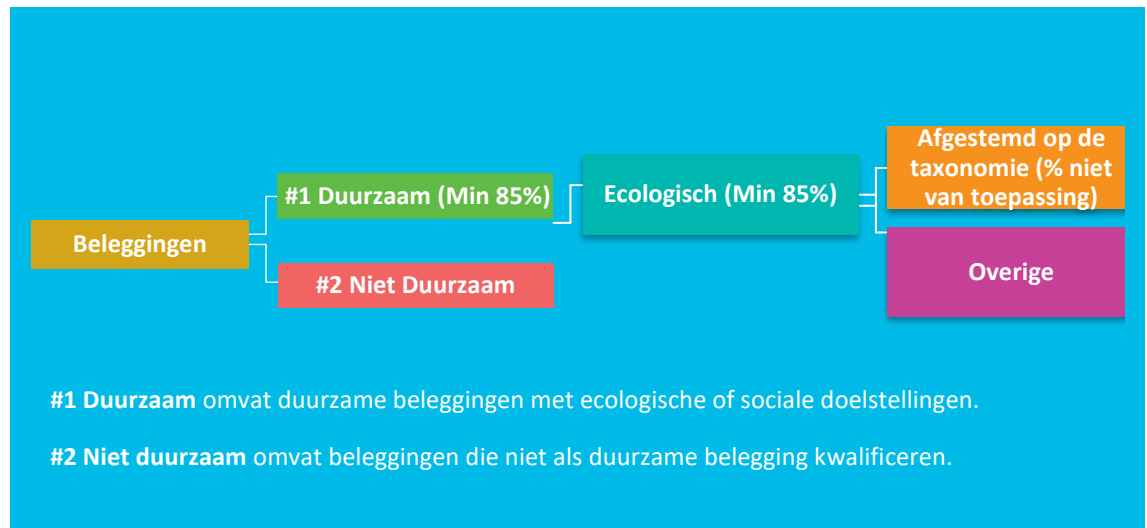 Beleggingen
#1 Duurzaam (Min 85%)
#2 Niet Duurzaam
Ecologisch (Min 85%)
Afgestemd op de
taxonomie (% niet
van toepassing)
Overige
#1 Duurzaam omvat duurzame beleggingen met ecologische of sociale doelstellingen.
#2 Niet duurzaam omvat beleggingen die niet als duurzame belegging kwalificeren.